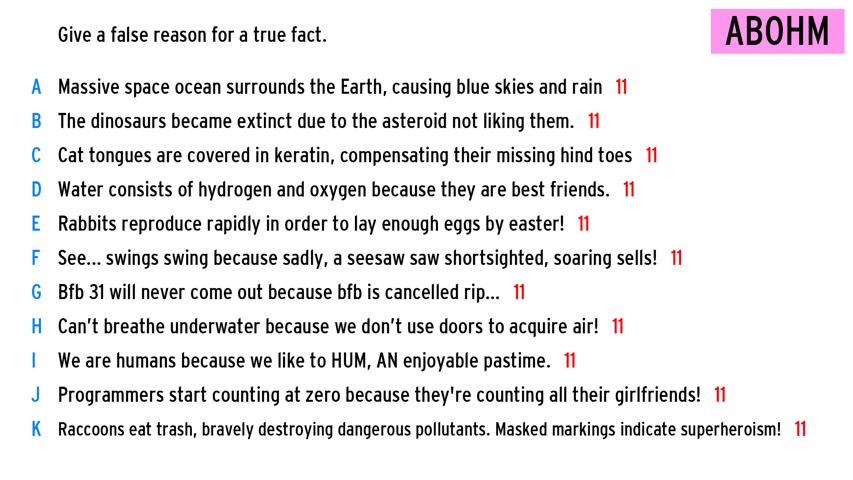 Give a false reason for a true fact.
ABOHM
A Massive space ocean surrounds the Earth, causing blue skies and rain 11
B The dinosaurs became extinct due to the asteroid not liking them. 11
C Cat tongues are covered in keratin, compensating their missing hind toes 11
D Water consists of hydrogen and oxygen because they are best friends. 11
E Rabbits reproduce rapidly in order to lay enough eggs by easter! 11
F See... swings swing because sadly, a seesaw saw shortsighted, soaring sells! 11
G Bfb 31 will never come out because bfb is cancelled rip... 11
H Can’t breathe underwater because we don’t use doors to acquire air! 11
I We are humans because we like to HUM, AN enjoyable pastime. 11
J Programmers start counting at zero because they're counting all their girlfriends! 11
K Raccoons eat trash, bravely destroying dangerous pollutants. Masked markings indicate superheroism! 11